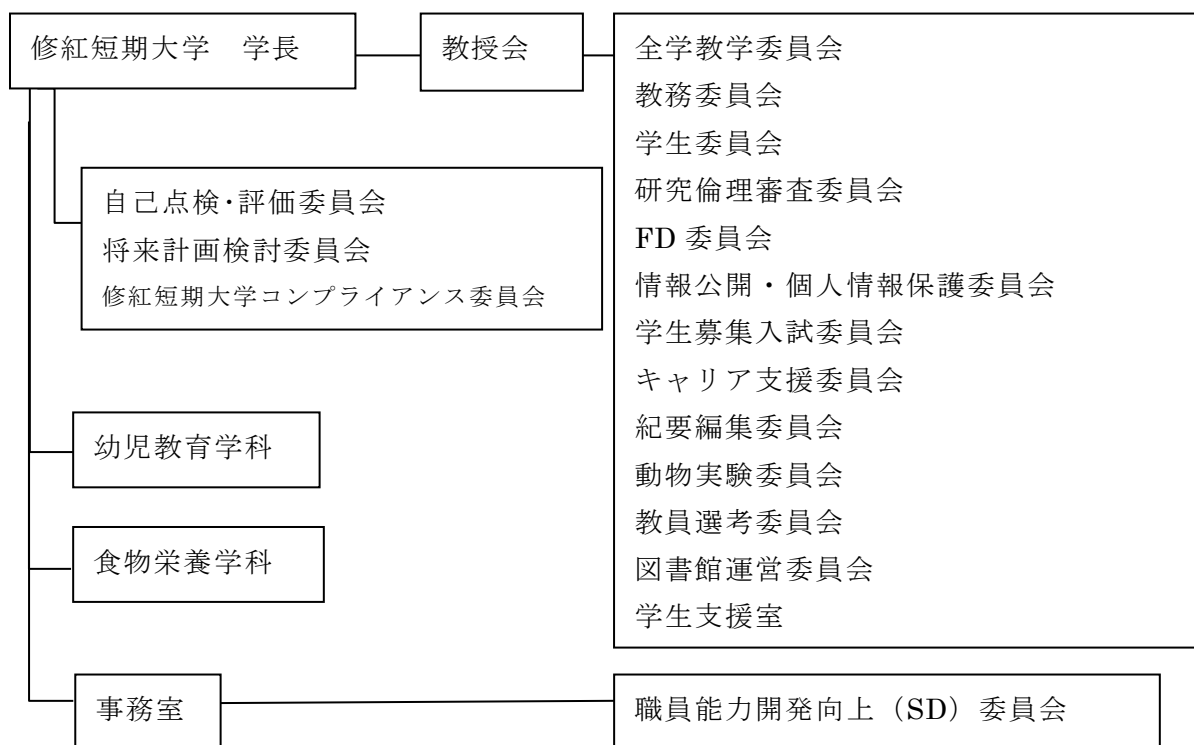 修紅短期大学　学長
教授会
全学教学委員会
教務委員会
学生委員会
研究倫理審査委員会
FD 委員会
情報公開・個人情報保護委員会
学生募集入試委員会
キャリア支援委員会
紀要編集委員会
動物実験委員会
教員選考委員会
図書館運営委員会
学生支援室
自己点検・評価委員会
将来計画検討委員会
修紅短期大学コンプライアンス委員会
幼児教育学科
食物栄養学科
事務室
職員能力開発向上（SD）委員会